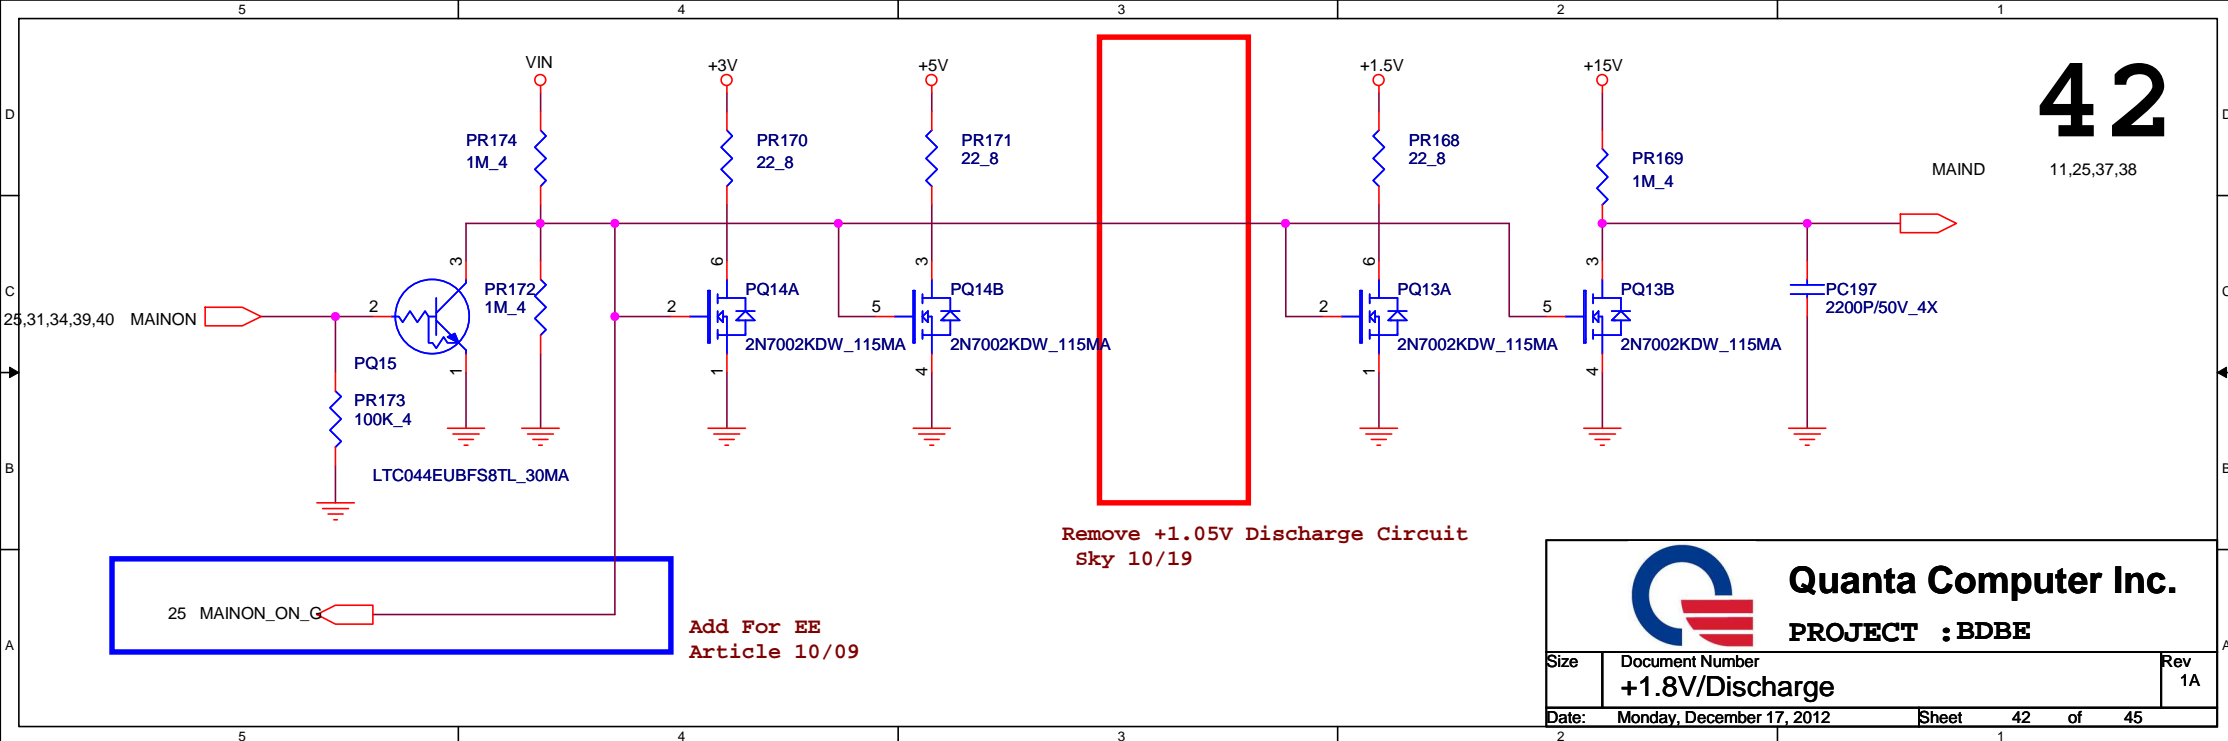 5 4 3 2 1
42
VIN +3V +5V +1.5V +15V
D D
PR174
1M_4
PR170
22_8
PR171
22_8
PR168
22_8
PR169
1M_4
MAIND 11,25,37,38
3 6 3 6 3
C C
25,31,34,39,40 MAINON
2
PQ15
1
PR172
1M_4
2
PQ14A
2N7002KDW_115MA
1
5
PQ14B
2N7002KDW_115MA
4
2
PQ13A
2N7002KDW_115MA
1
5
PQ13B
2N7002KDW_115MA
4
PC197
2200P/50V_4X
PR173
100K_4
LTC044EUBFS8TL_30MA
B B
Remove +1.05V Discharge Circuit
Sky 10/19
25 MAINON_ON_G
Add For EE
Article 10/09
A A
Quanta Computer Inc.
PROJECT : BDBE
Size Document Number Rev
+1.8V/Discharge 1A
Date: Monday, December 17, 2012 Sheet 42 of 45
5 4 3 2 1